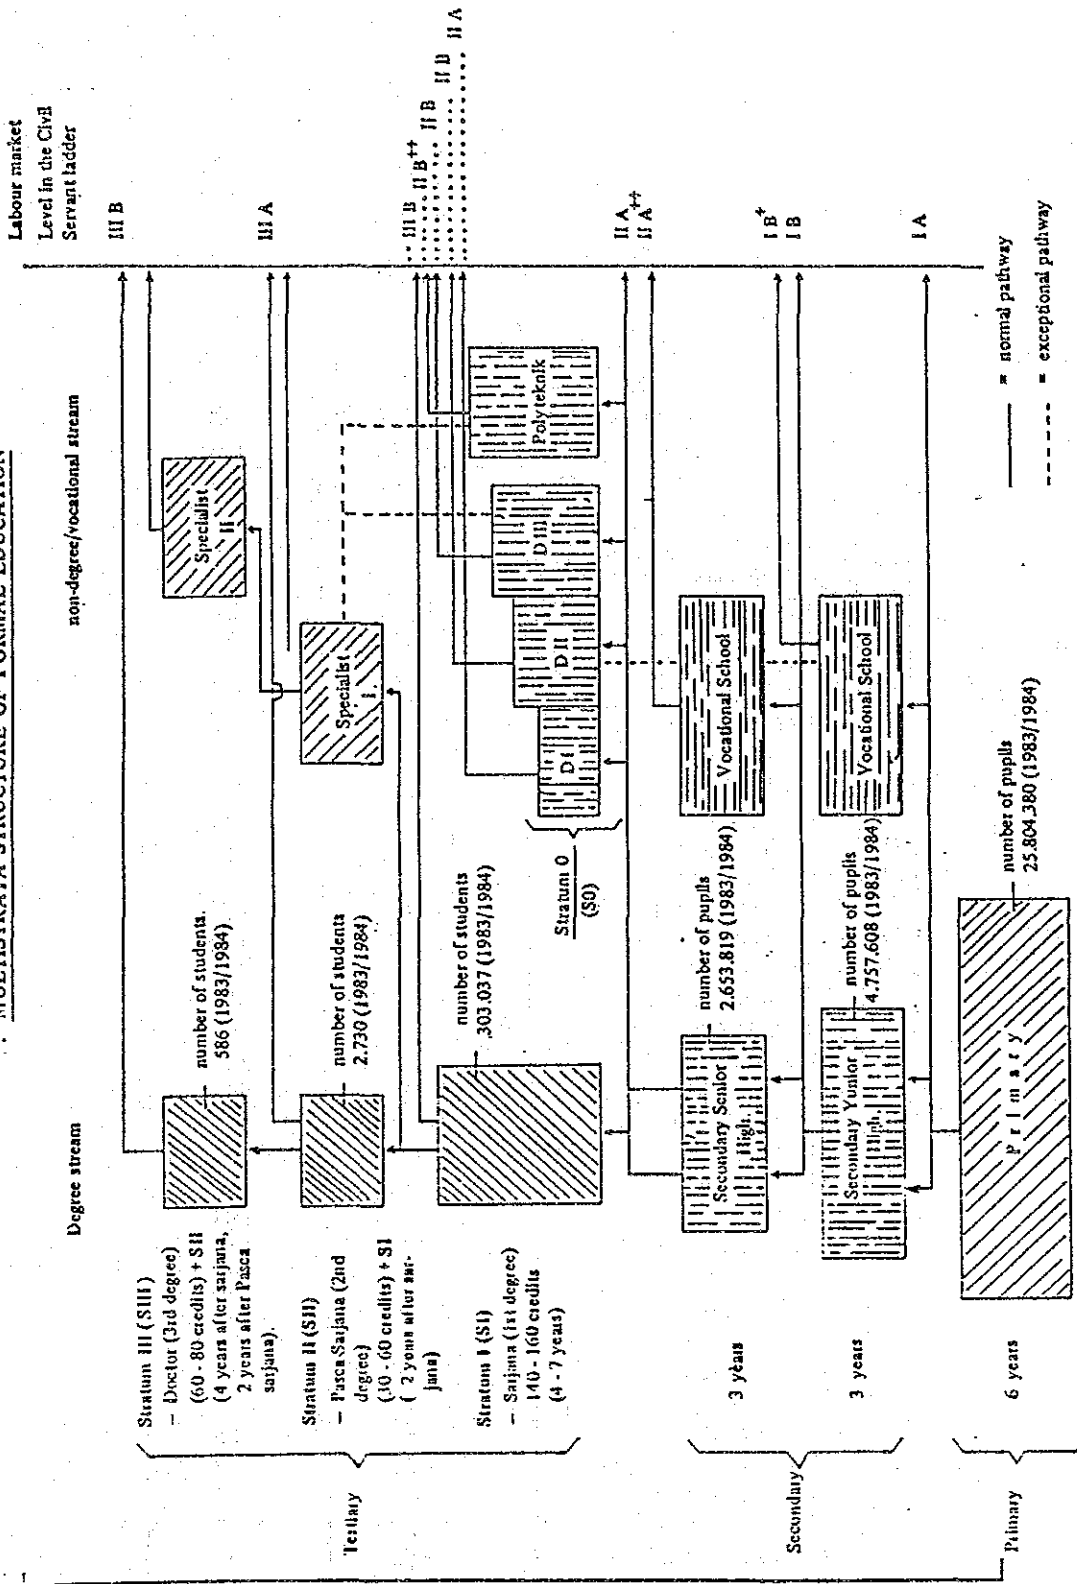 MULTISTRATA STRUCTURE OF FORMAL EDUCATION
Degree stream
non-degree/vocational stream
Labour market
Level in the Civil
Servant ladder
Tertiary
Stratum III (SIII)
– Doctor (3rd degree)
(60 - 80 credits) + SII
(4 years after sarjana,
2 years after Pasca
sarjana).
number of students.
586 (1983/1984)
Specialist
II
III B
Stratum II (SII)
– Pasca Sarjana (2nd
degree)
(30 - 60 credits) + SI
( 2 years after sar-
jana)
number of students
2.730 (1983/1984)
Specialist
I.
III A
Stratum I (SI)
– Sarjana (1st degree)
140 - 160 credits
(4 - 7 years)
number of students
303.037 (1983/1984)
Stratum 0
(S0)
D I
D II
D III
Polyteknik
III B
II B++
II B
II B
II A
Secondary
3 years
Secondary Senior
High.
number of pupils
2.653.819 (1983/1984)
Vocational School
II A
II A++
3 years
Secondary Yunior
High.
number of pupils
4.757.608 (1983/1984)
Vocational School
I B+
I B
Primary
6 years
Primary
number of pupils
25.804.380 (1983/1984)
I A
= normal pathway
= exceptional pathway